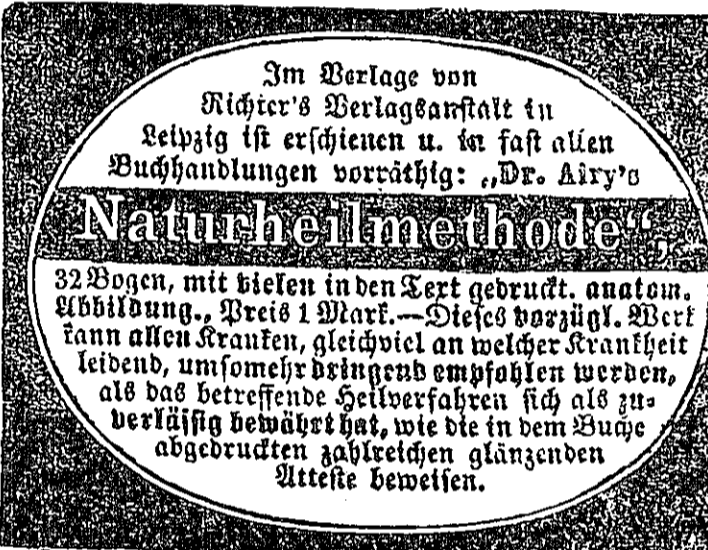 Im Verlage von
Richter's Verlagsanstalt in
Leipzig ist erschienen u. in fast allen
Buchhandlungen vorräthig: „Dr. Airy's
Naturheilmethode“,
32 Bogen, mit vielen in den Text gedruckt. anatom.
Abbildung., Preis 1 Mark.—Dieses vorzügl. Werk
kann allen Kranken, gleichviel an welcher Krankheit
leidend, umsomehr dringend empfohlen werden,
als das betreffende Heilverfahren sich als zu-
verlässig bewährt hat, wie die in dem Buche
abgedruckten zahlreichen glänzenden
Atteste beweisen.